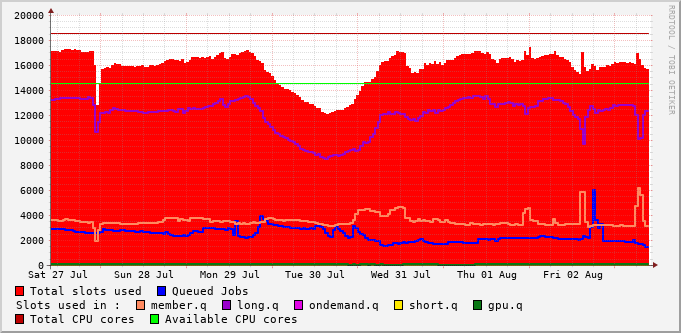 20000
18000
16000
14000
12000
10000
8000
6000
4000
2000
0
Sat 27 Jul Sun 28 Jul Mon 29 Jul Tue 30 Jul Wed 31 Jul Thu 01 Aug Fri 02 Aug
Total slots used Queued Jobs
Slots used in : member.q long.q ondemand.q short.q gpu.q
Total CPU cores Available CPU cores
RRDTOOL / TOBI OETIKER